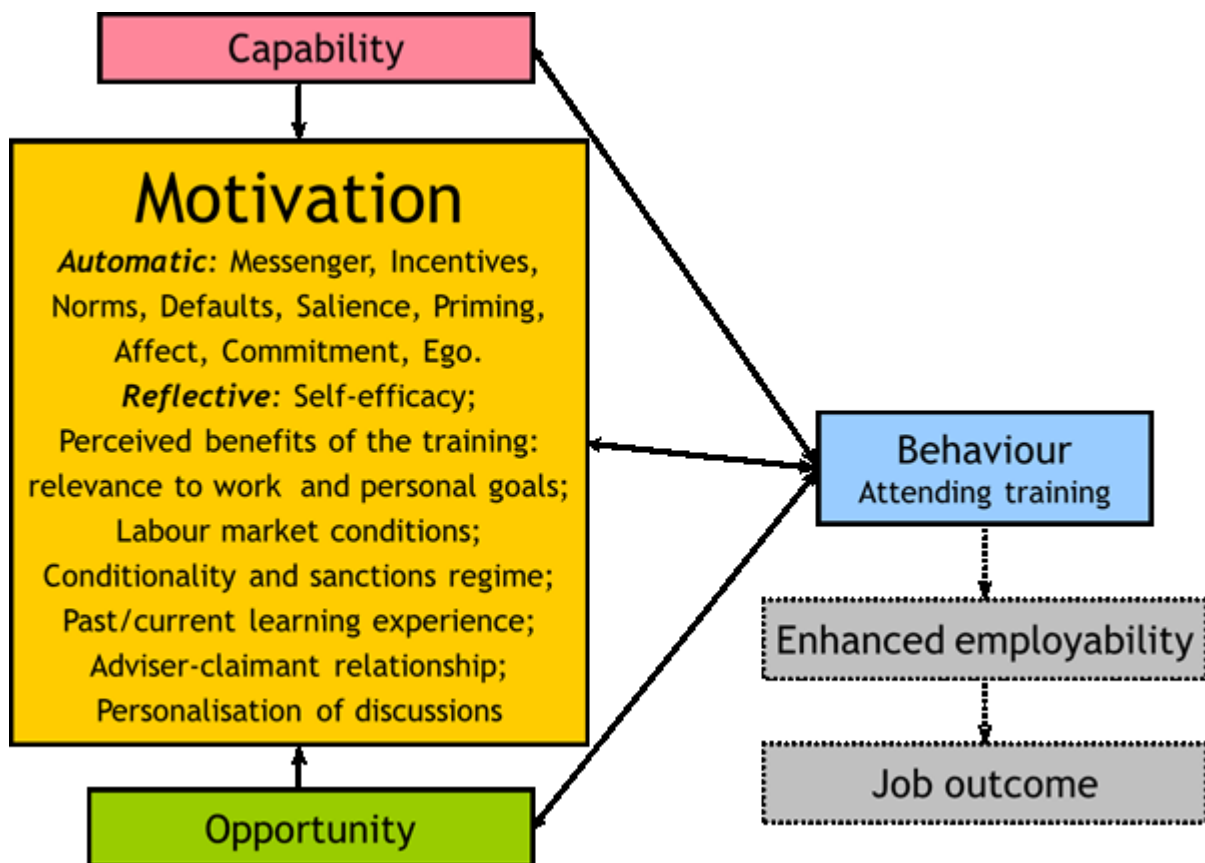 Capability
Motivation
Automatic: Messenger, Incentives,
Norms, Defaults, Salience, Priming,
Affect, Commitment, Ego.
Reflective: Self-efficacy;
Perceived benefits of the training:
relevance to work and personal goals;
Labour market conditions;
Conditionality and sanctions regime;
Past/current learning experience;
Adviser-claimant relationship;
Personalisation of discussions
Opportunity
Behaviour
Attending training
Enhanced employability
Job outcome